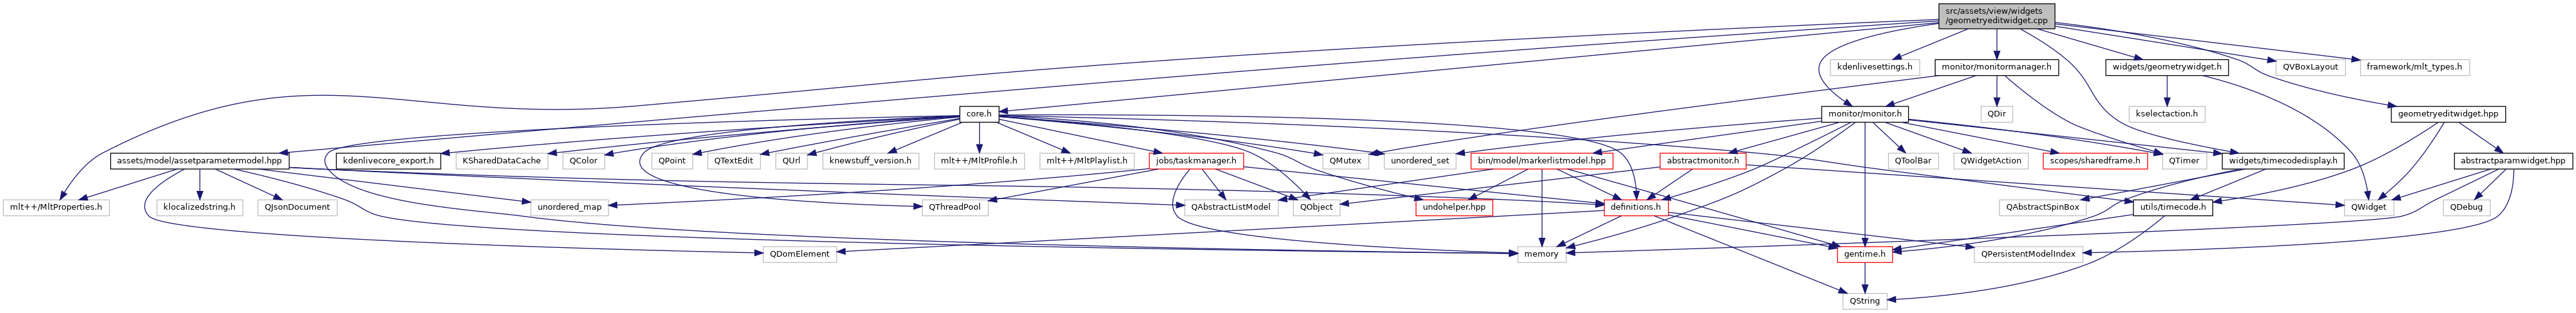 src/assets/view/widgets
/geometryeditwidget.cpp
kdenlivesettings.h
monitor/monitormanager.h
widgets/geometrywidget.h
QVBoxLayout
framework/mlt_types.h
core.h
monitor/monitor.h
QDir
kselectaction.h
geometryeditwidget.hpp
assets/model/assetparametermodel.hpp
kdenlivecore_export.h
KSharedDataCache
QColor
QPoint
QTextEdit
QUrl
knewstuff_version.h
mlt++/MltProfile.h
mlt++/MltPlaylist.h
jobs/taskmanager.h
QMutex
unordered_set
bin/model/markerlistmodel.hpp
abstractmonitor.h
QToolBar
QWidgetAction
scopes/sharedframe.h
QTimer
widgets/timecodedisplay.h
abstractparamwidget.hpp
mlt++/MltProperties.h
klocalizedstring.h
QJsonDocument
unordered_map
QThreadPool
QAbstractListModel
QObject
undohelper.hpp
definitions.h
QAbstractSpinBox
utils/timecode.h
QWidget
QDebug
QDomElement
memory
gentime.h
QPersistentModelIndex
QString